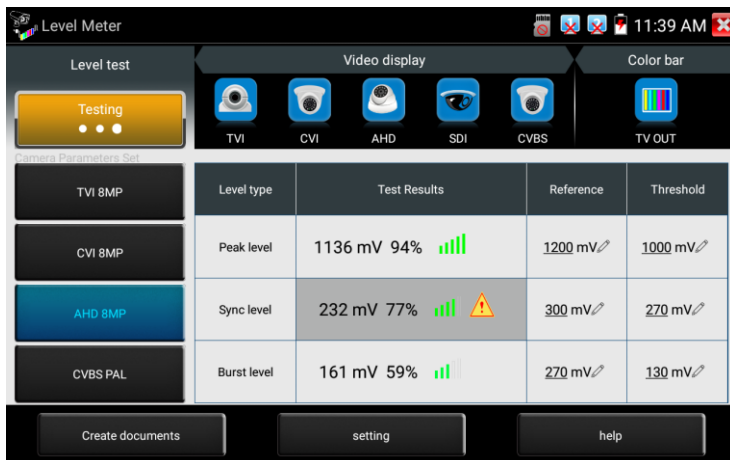 Level Meter
11:39 AM
Level test
Video display
Color bar
Testing
TVI
CVI
AHD
SDI
CVBS
TV OUT
Camera Parameters Set
TVI 8MP
CVI 8MP
AHD 8MP
CVBS PAL
Level type
Test Results
Reference
Threshold
Peak level
1136 mV 94%
1200 mV
1000 mV
Sync level
232 mV 77%
300 mV
270 mV
Burst level
161 mV 59%
270 mV
130 mV
Create documents
setting
help